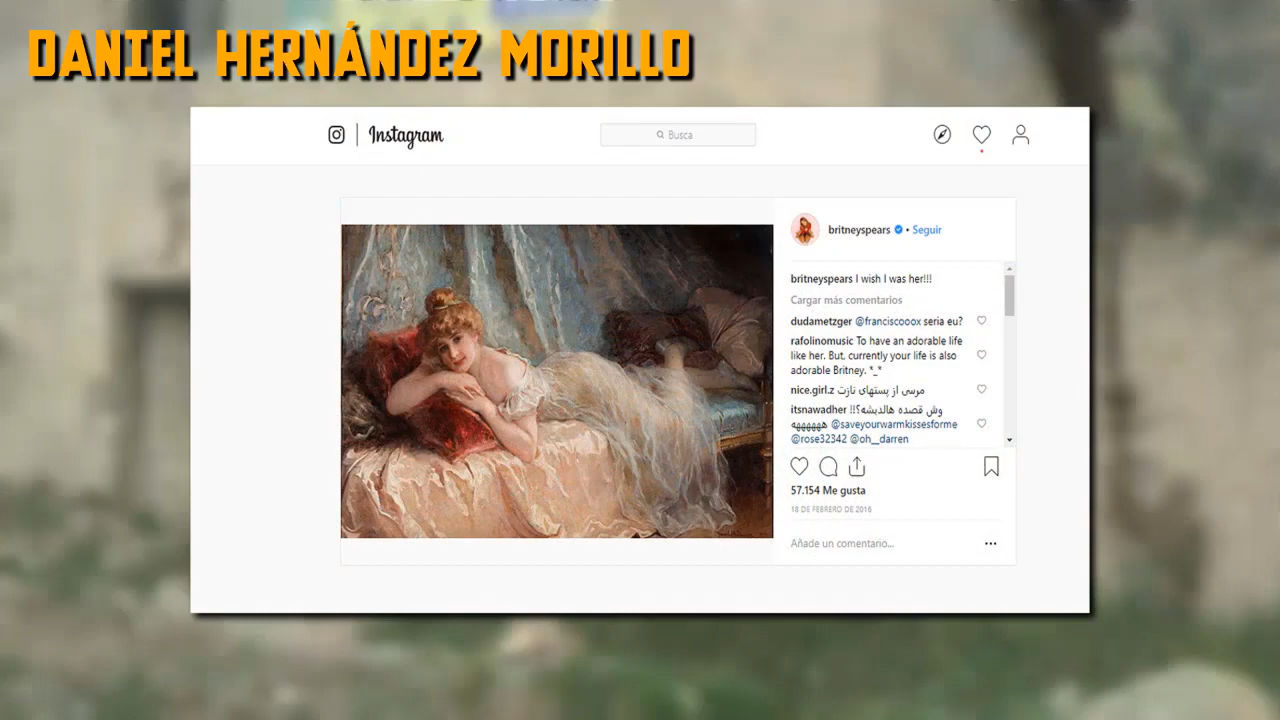 DANIEL HERNÁNDEZ MORILLO
Instagram
Busca
britneyspears • Seguir
britneyspears I wish I was her!!!
Cargar más comentarios
dudametzger @franciscooox seria eu?
rafolinomusic To have an adorable life
like her. But, currently your life is also
adorable Britney. *_*
nice.girl.z مرسی از پستهای نازت
itsnawadher وش قصده هالدبشه؟!!
ههههههه @saveyourwarmkissesforme
@rose32342 @oh__darren
57.154 Me gusta
18 DE FEBRERO DE 2016
Añade un comentario...